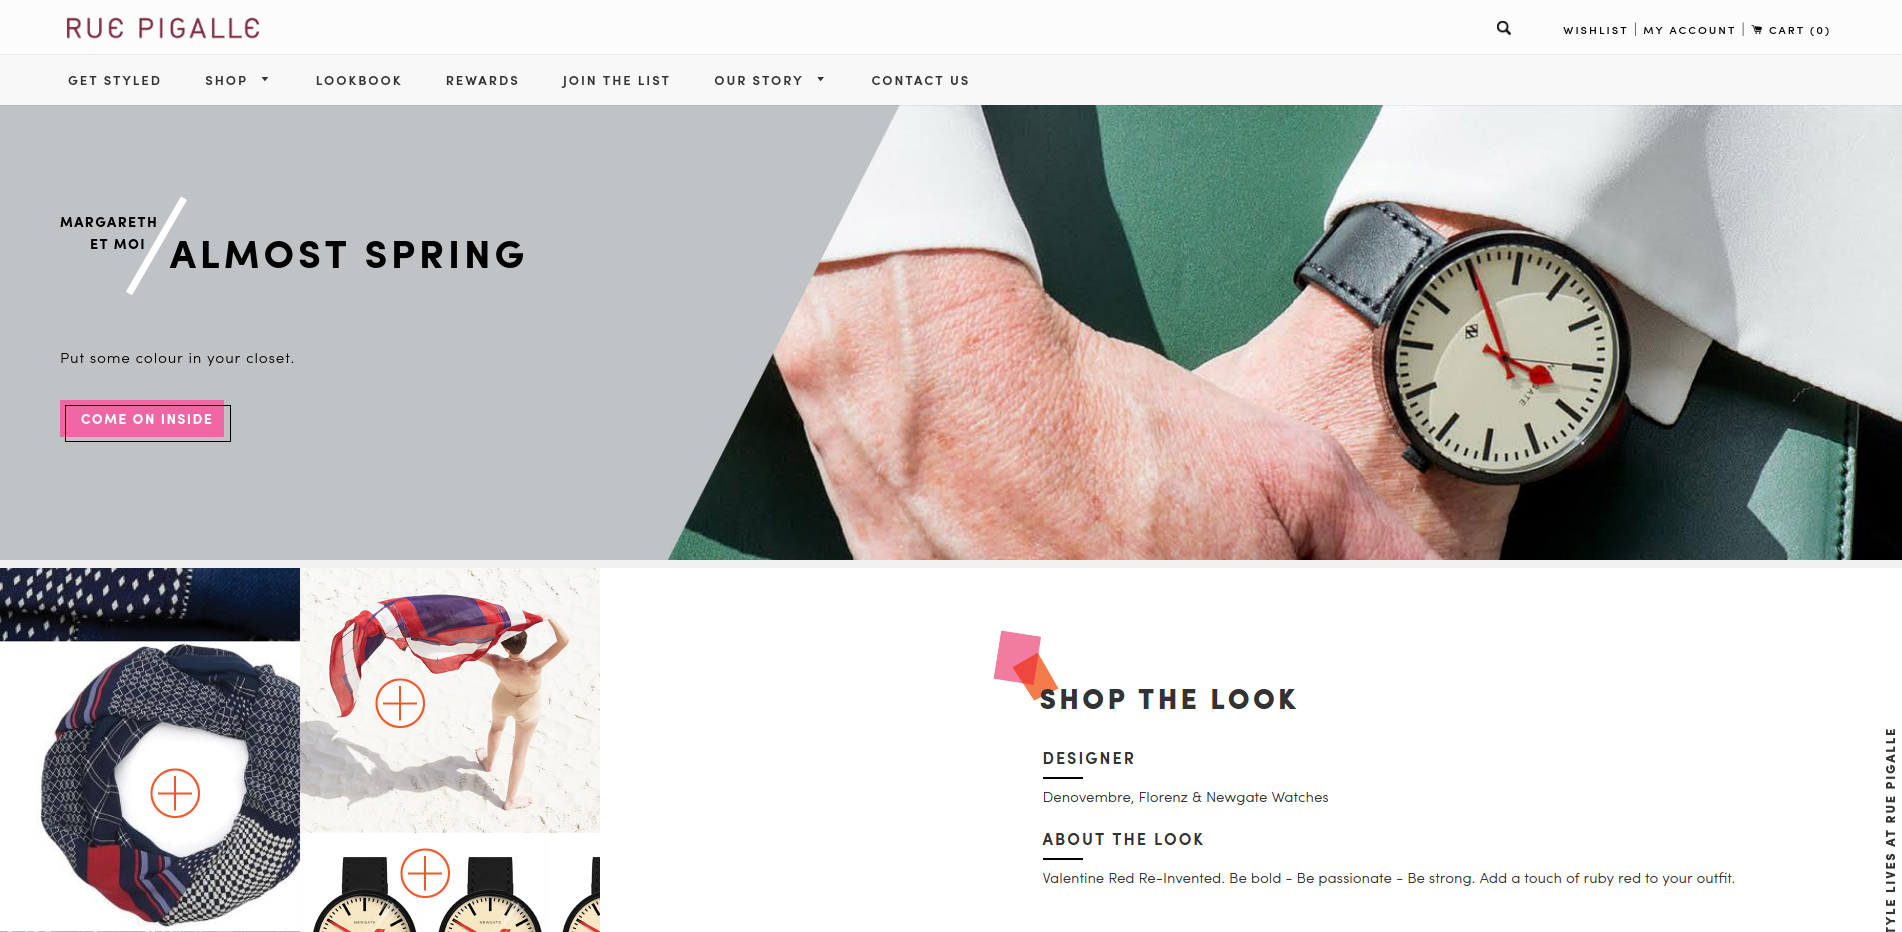 RUE PIGALLE
WISHLIST | MY ACCOUNT | CART (0)
GET STYLED SHOP LOOKBOOK REWARDS JOIN THE LIST OUR STORY CONTACT US
MARGARETH
ET MOI
ALMOST SPRING
Put some colour in your closet.
COME ON INSIDE
NEWGATE
SHOP THE LOOK
DESIGNER
Denovembre, Florenz & Newgate Watches
ABOUT THE LOOK
Valentine Red Re-Invented. Be bold - Be passionate - Be strong. Add a touch of ruby red to your outfit.
NEWGATE
NEWGATE
TYLE LIVES AT RUE PIGALLE